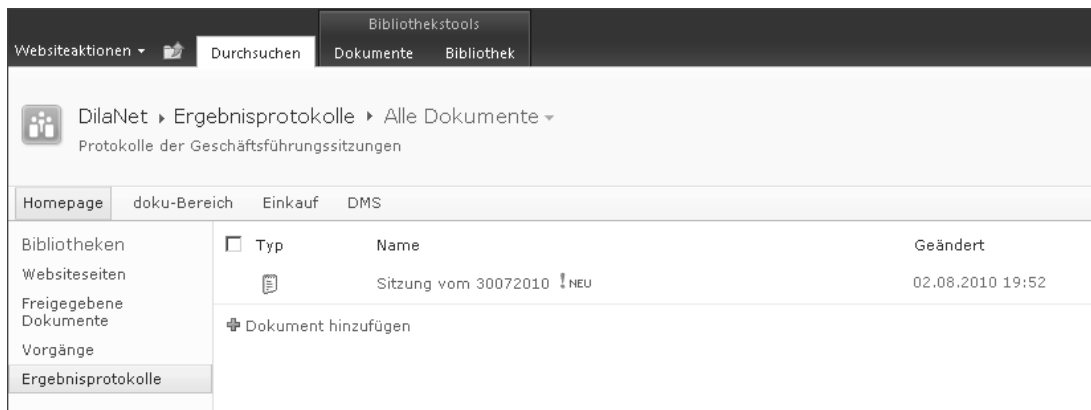 Bibliothekstools
Websiteaktionen Durchsuchen Dokumente Bibliothek
DilaNet Ergebnisprotokolle Alle Dokumente
Protokolle der Geschäftsführungssitzungen
Homepage doku-Bereich Einkauf DMS
Bibliotheken
Websiteseiten
Freigegebene
Dokumente
Vorgänge
Ergebnisprotokolle
Typ Name Geändert
Sitzung vom 30072010 ! NEU 02.08.2010 19:52
Dokument hinzufügen